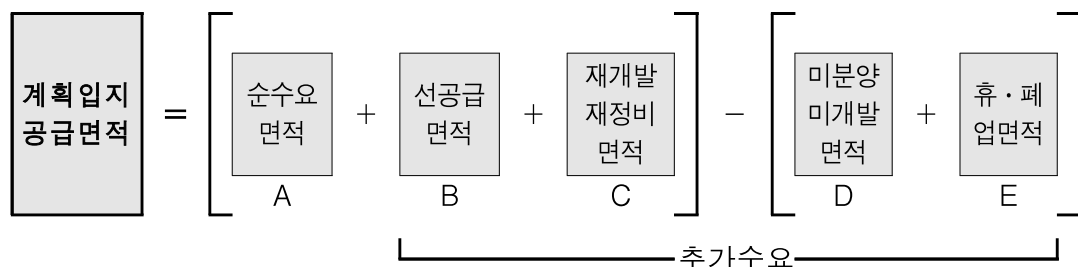 계획입지
공급면적
=
순수요
면적
A
+
선공급
면적
B
+
재개발
재정비
면적
C
−
미분양
미개발
면적
D
+
휴·폐
업면적
E
추가수요